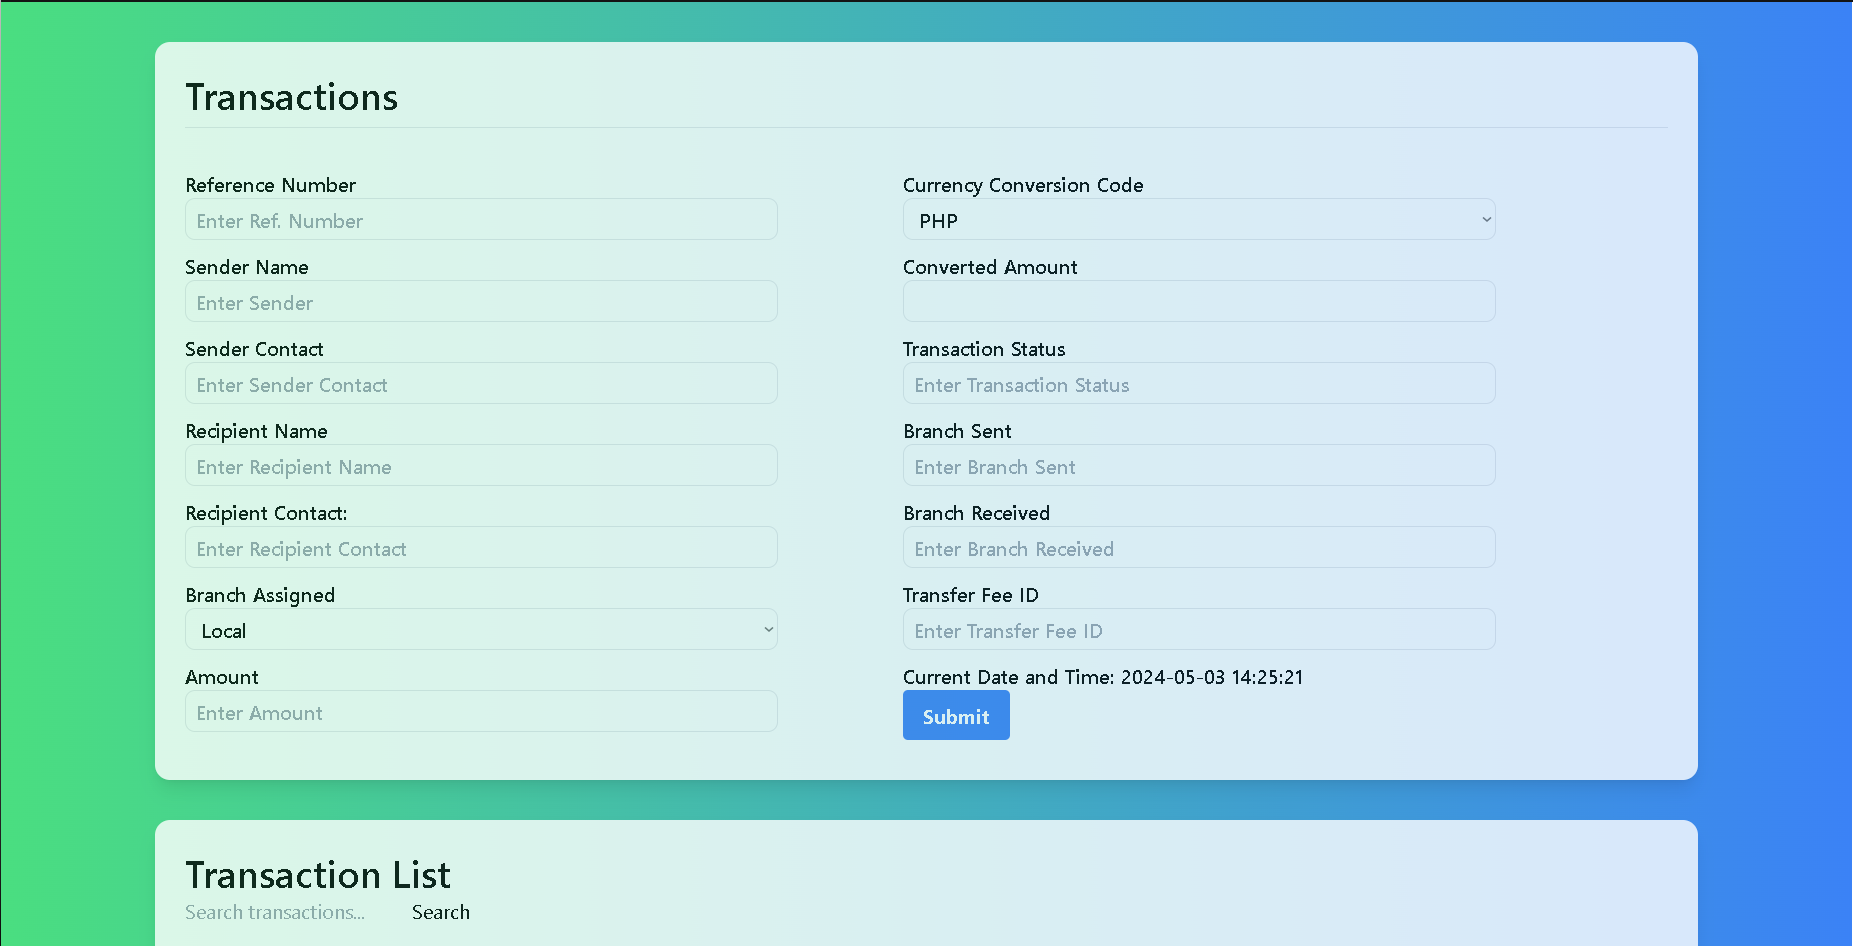 Transactions
Reference Number
Enter Ref. Number
Sender Name
Enter Sender
Sender Contact
Enter Sender Contact
Recipient Name
Enter Recipient Name
Recipient Contact:
Enter Recipient Contact
Branch Assigned
Local
Amount
Enter Amount
Currency Conversion Code
PHP
Converted Amount
Transaction Status
Enter Transaction Status
Branch Sent
Enter Branch Sent
Branch Received
Enter Branch Received
Transfer Fee ID
Enter Transfer Fee ID
Current Date and Time: 2024-05-03 14:25:21
Submit
Transaction List
Search transactions... Search